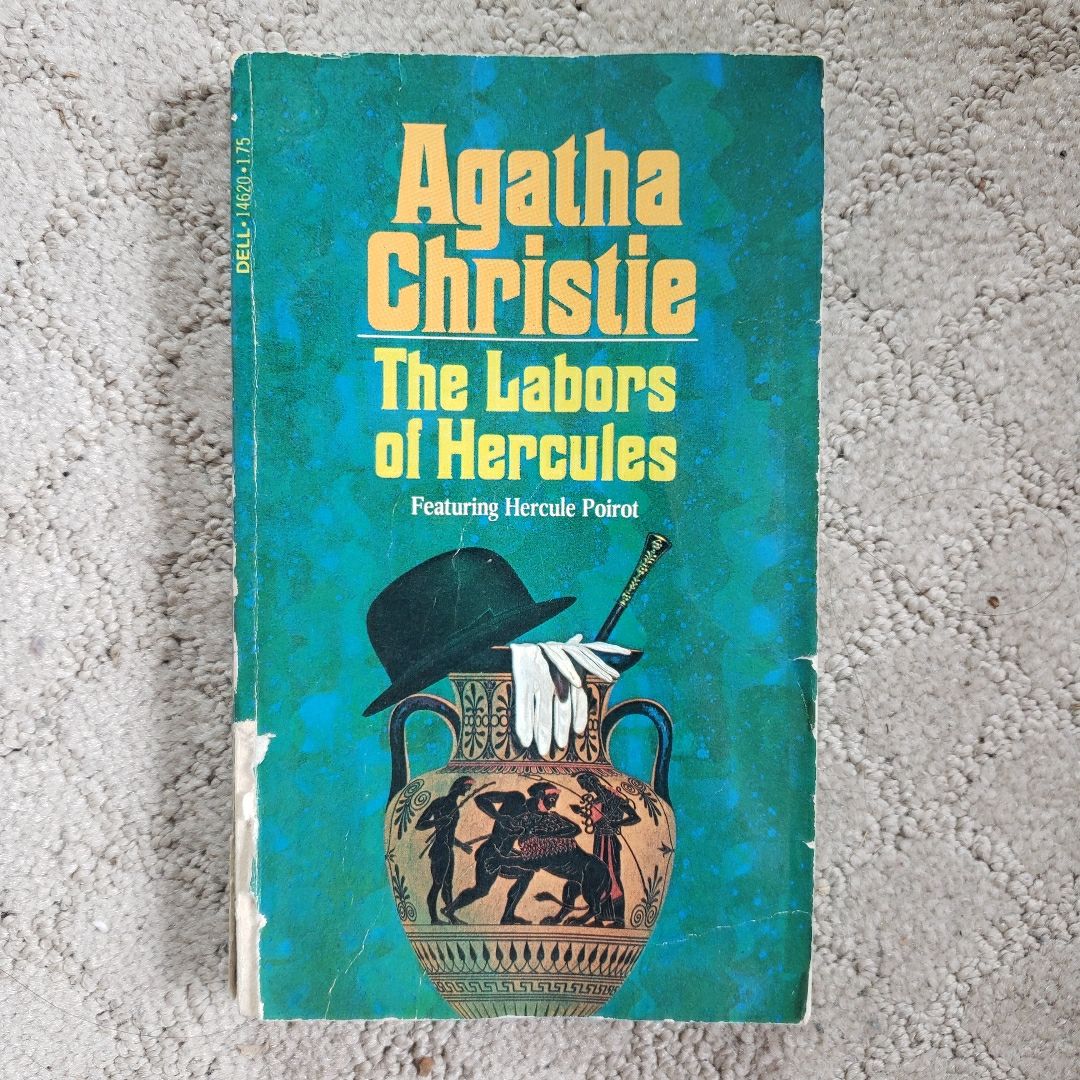 DELL • 14620 • 1.75
Agatha
Christie
The Labors
of Hercules
Featuring Hercule Poirot